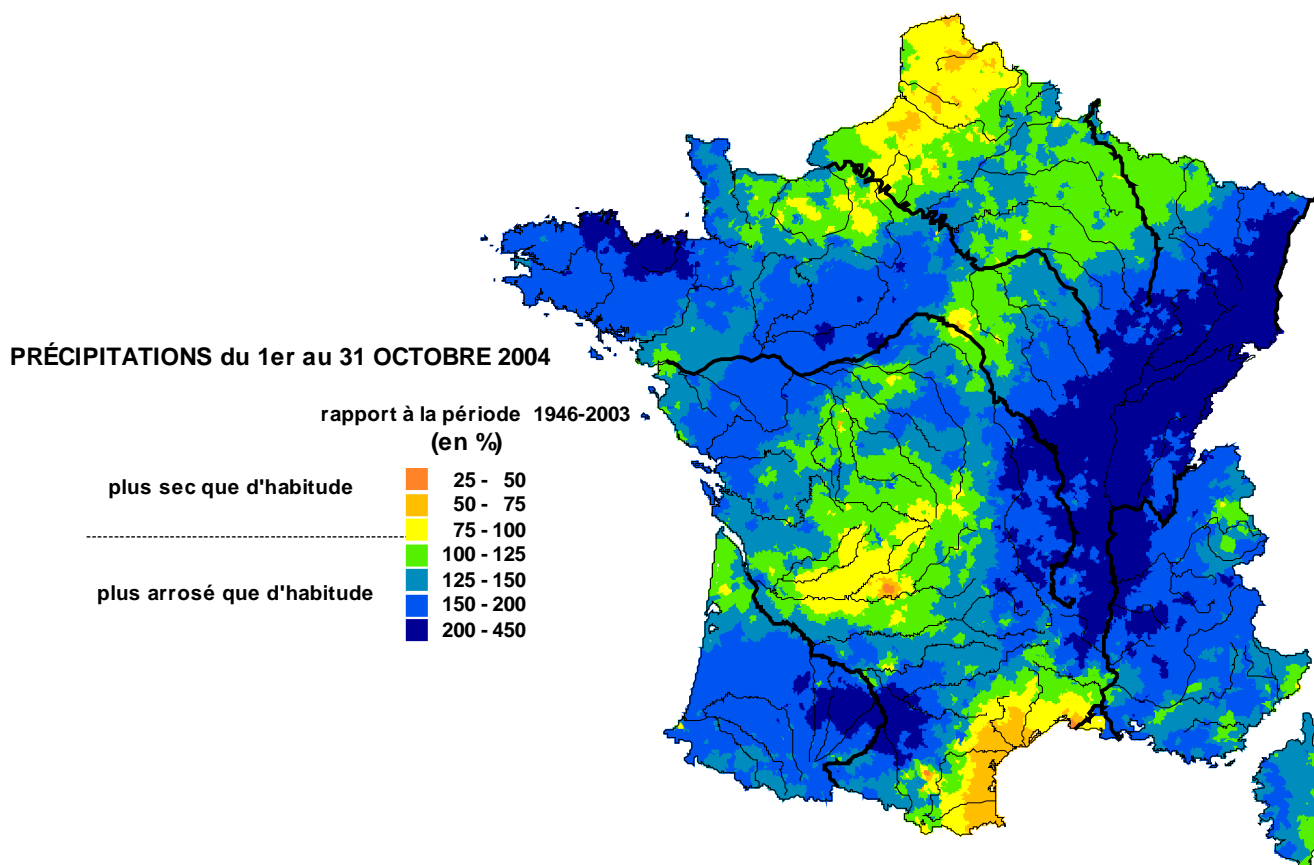 PRÉCIPITATIONS du 1er au 31 OCTOBRE 2004
rapport à la période 1946-2003
(en %)
plus sec que d'habitude
25 - 50
50 - 75
75 - 100
100 - 125
plus arrosé que d'habitude
125 - 150
150 - 200
200 - 450